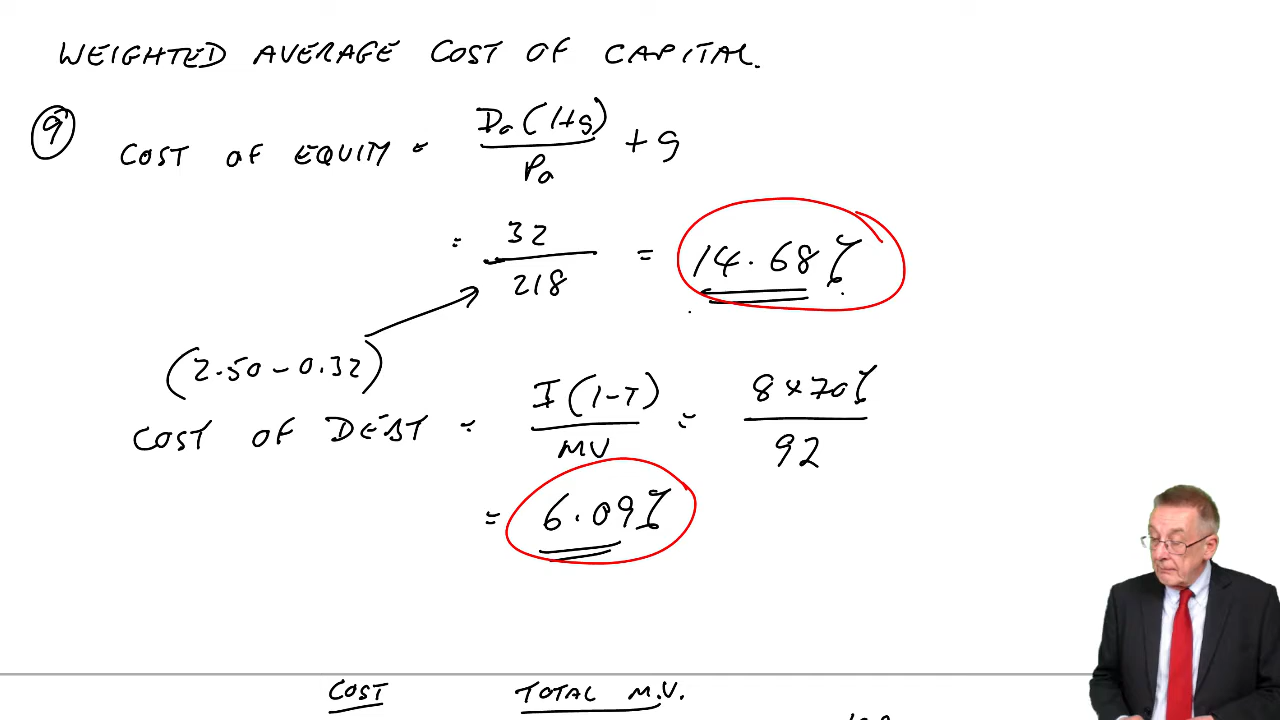 WEIGHTED AVERAGE COST OF CAPITAL.
9
COST OF EQUITY = D₀(1+g) / P₀ + g
= 32 / 218 = 14.68%
(2.50 - 0.32)
COST OF DEBT = I(1-T) / MV = 8 x 70% / 92
= 6.09%
COST TOTAL M.V.